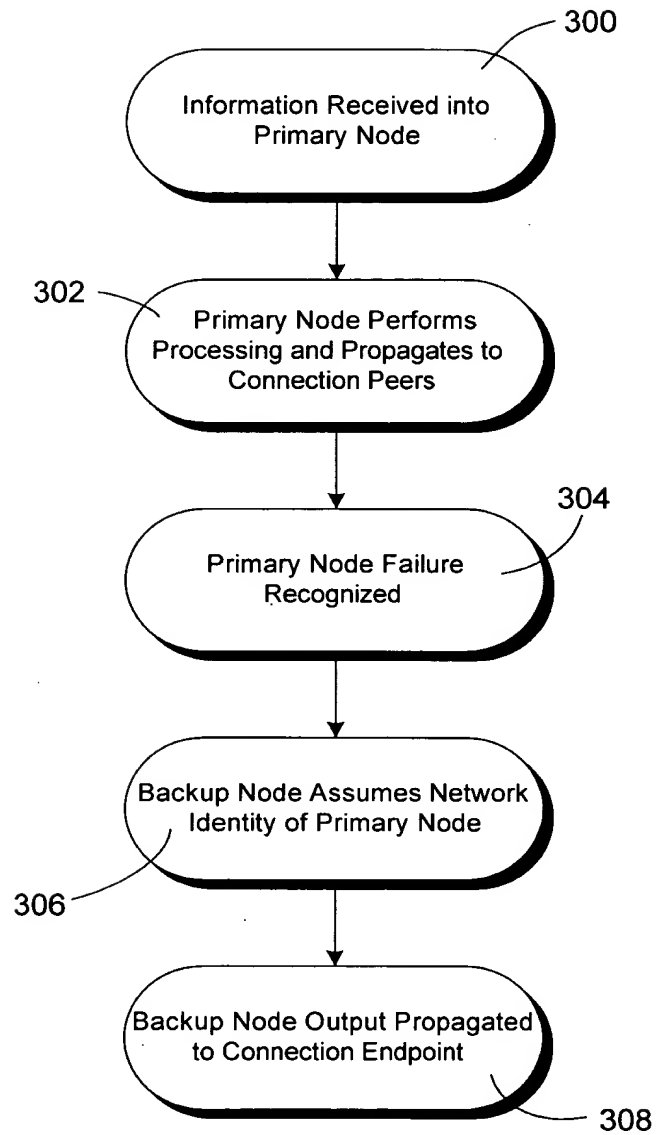 300
Information Received into
Primary Node
302
Primary Node Performs
Processing and Propagates to
Connection Peers
304
Primary Node Failure
Recognized
Backup Node Assumes Network
Identity of Primary Node
306
Backup Node Output Propagated
to Connection Endpoint
308